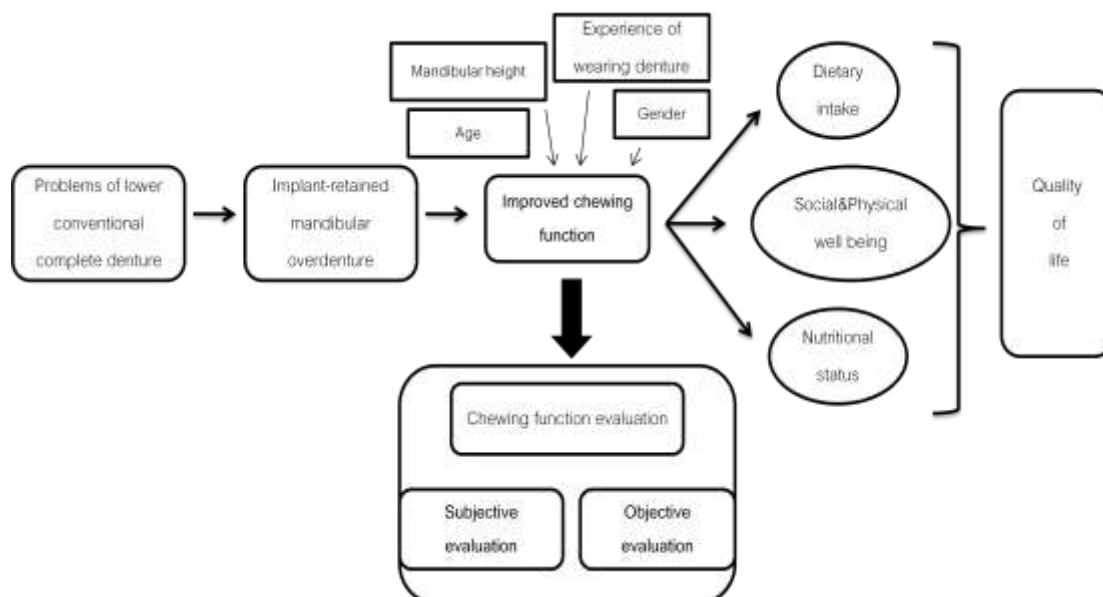 Experience of
wearing denture
Mandibular height
Age
Gender
Dietary
intake
Problems of lower
conventional
complete denture
Implant-retained
mandibular
overdenture
Improved chewing
function
Social&Physical
well being
Quality
of
life
Nutritional
status
Chewing function evaluation
Subjective
evaluation
Objective
evaluation